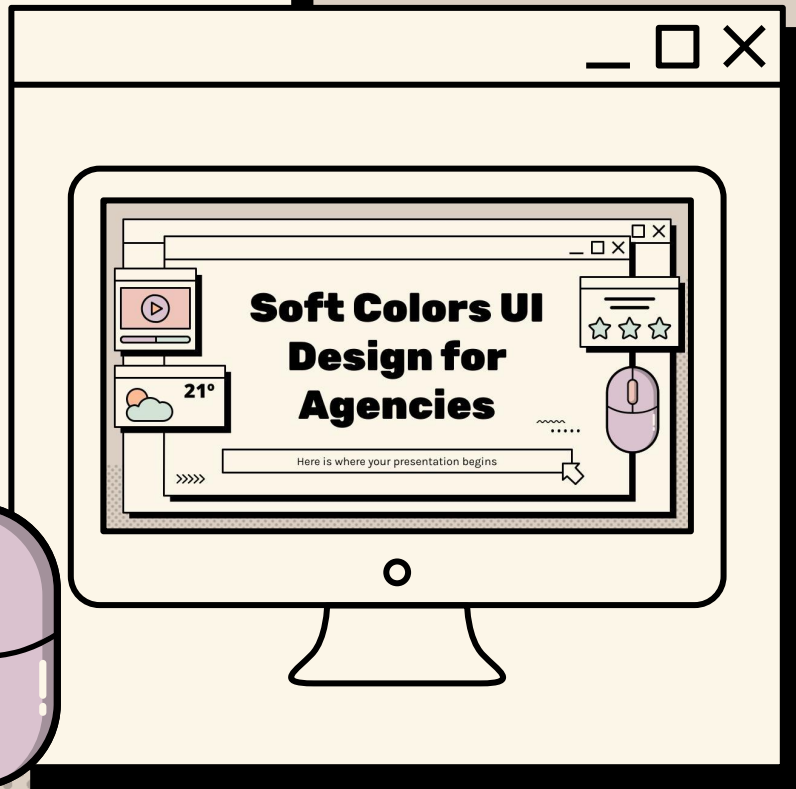 21°
Soft Colors UI
Design for
Agencies
Here is where your presentation begins